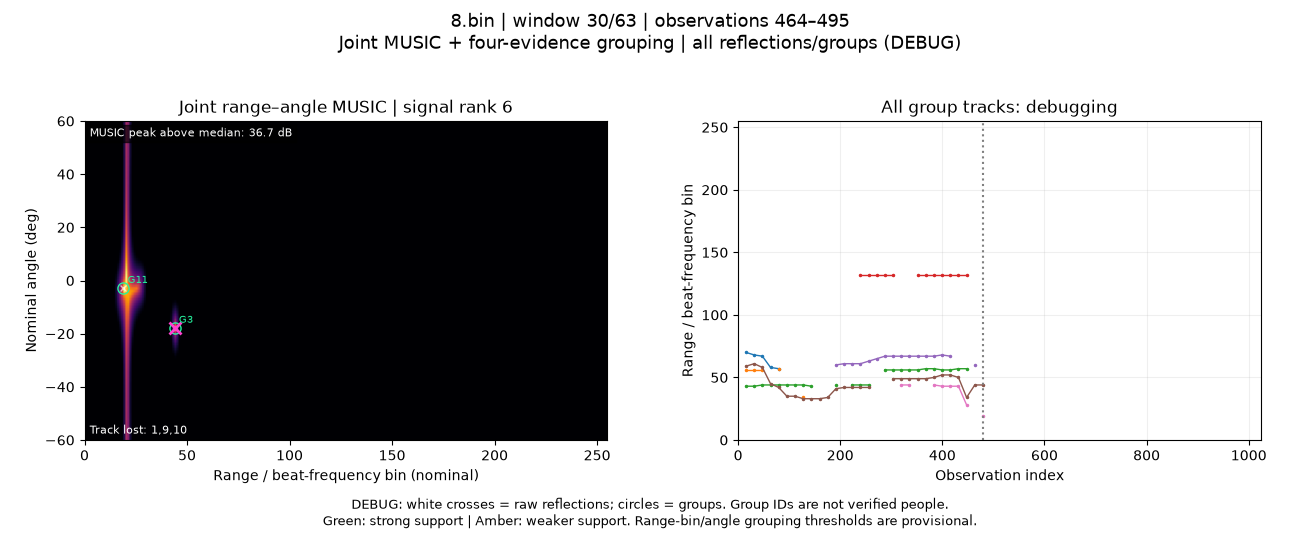 8.bin | window 30/63 | observations 464–495
Joint MUSIC + four-evidence grouping | all reflections/groups (DEBUG)
Joint range–angle MUSIC | signal rank 6
MUSIC peak above median: 36.7 dB
G11
G3
Track lost: 1,9,10
60
40
20
0
−20
−40
−60
Nominal angle (deg)
0 50 100 150 200 250
Range / beat-frequency bin (nominal)
All group tracks: debugging
250
200
150
100
50
0
Range / beat-frequency bin
0 200 400 600 800 1000
Observation index
DEBUG: white crosses = raw reflections; circles = groups. Group IDs are not verified people.
Green: strong support | Amber: weaker support. Range-bin/angle grouping thresholds are provisional.